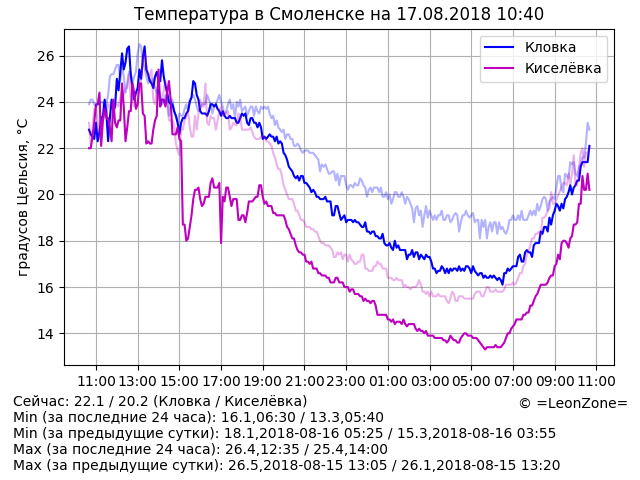 Температура в Смоленске на 17.08.2018 10:40
Кловка
Киселёвка
градусов Цельсия, °C
26
24
22
20
18
16
14
11:00 13:00 15:00 17:00 19:00 21:00 23:00 01:00 03:00 05:00 07:00 09:00 11:00
Сейчас: 22.1 / 20.2 (Кловка / Киселёвка)
© =LeonZone=
Min (за последние 24 часа): 16.1,06:30 / 13.3,05:40
Min (за предыдущие сутки): 18.1,2018-08-16 05:25 / 15.3,2018-08-16 03:55
Max (за последние 24 часа): 26.4,12:35 / 25.4,14:00
Max (за предыдущие сутки): 26.5,2018-08-15 13:05 / 26.1,2018-08-15 13:20